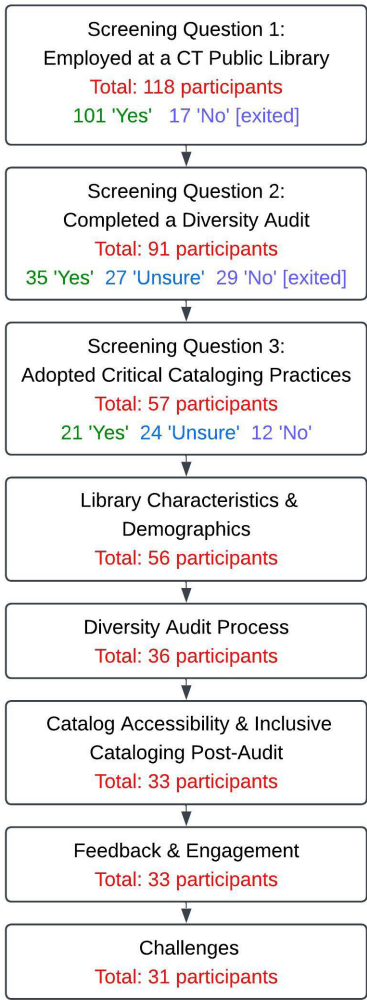 Screening Question 1:
Employed at a CT Public Library
Total: 118 participants
101 'Yes'   17 'No' [exited]
Screening Question 2:
Completed a Diversity Audit
Total: 91 participants
35 'Yes'  27 'Unsure'  29 'No' [exited]
Screening Question 3:
Adopted Critical Cataloging Practices
Total: 57 participants
21 'Yes'  24 'Unsure'  12 'No'
Library Characteristics &
Demographics
Total: 56 participants
Diversity Audit Process
Total: 36 participants
Catalog Accessibility & Inclusive
Cataloging Post-Audit
Total: 33 participants
Feedback & Engagement
Total: 33 participants
Challenges
Total: 31 participants